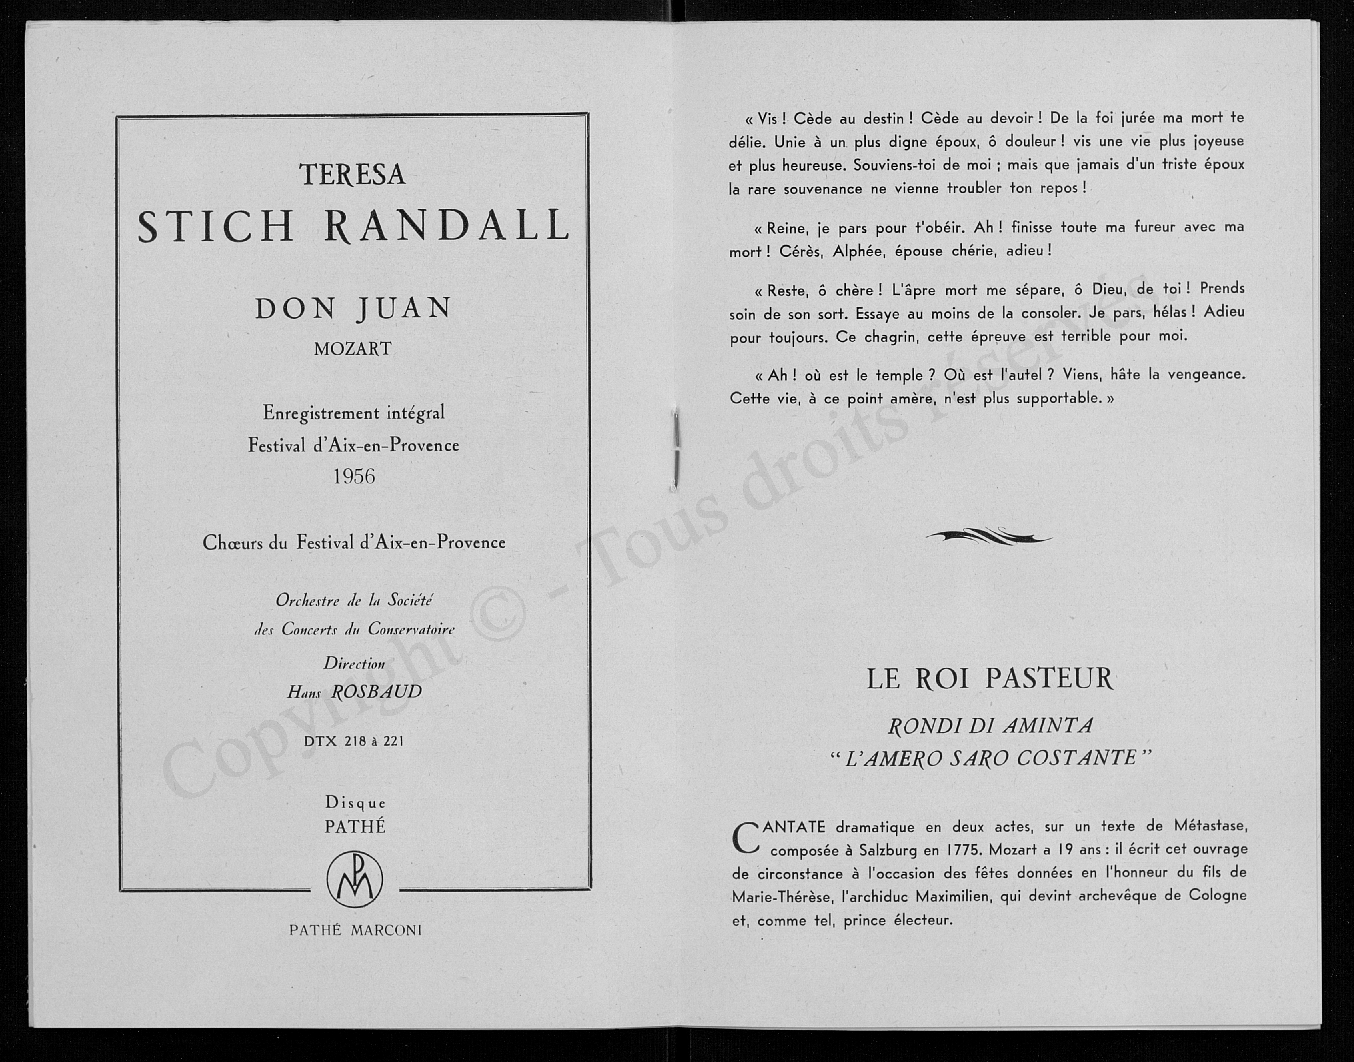 TERESA
STICH RANDALL
DON JUAN
MOZART
Enregistrement intégral
Festival d'Aix-en-Provence
1956
Chœurs du Festival d'Aix-en-Provence
Orchestre de la Société
des Concerts du Conservatoire
Direction
Hans ROSBAUD
DTX 218 à 221
Disque
PATHÉ
PM
PATHÉ MARCONI
« Vis ! Cède au destin ! Cède au devoir ! De la foi jurée ma mort te
délie. Unie à un plus digne époux, ô douleur ! vis une vie plus joyeuse
et plus heureuse. Souviens-toi de moi ; mais que jamais d'un triste époux
la rare souvenance ne vienne troubler ton repos !
« Reine, je pars pour t'obéir. Ah ! finisse toute ma fureur avec ma
mort ! Cérès, Alphée, épouse chérie, adieu !
« Reste, ô chère ! L'âpre mort me sépare, ô Dieu, de toi ! Prends
soin de son sort. Essaye au moins de la consoler. Je pars, hélas ! Adieu
pour toujours. Ce chagrin, cette épreuve est terrible pour moi.
« Ah ! où est le temple ? Où est l'autel ? Viens, hâte la vengeance.
Cette vie, à ce point amère, n'est plus supportable. »
LE ROI PASTEUR
RONDI DI AMINTA
“ L'AMERO SARO COSTANTE ”
CANTATE dramatique en deux actes, sur un texte de Métastase,
composée à Salzburg en 1775. Mozart a 19 ans : il écrit cet ouvrage
de circonstance à l'occasion des fêtes données en l'honneur du fils de
Marie-Thérèse, l'archiduc Maximilien, qui devint archevêque de Cologne
et, comme tel, prince électeur.
Copyright © - Tous droits réservés.